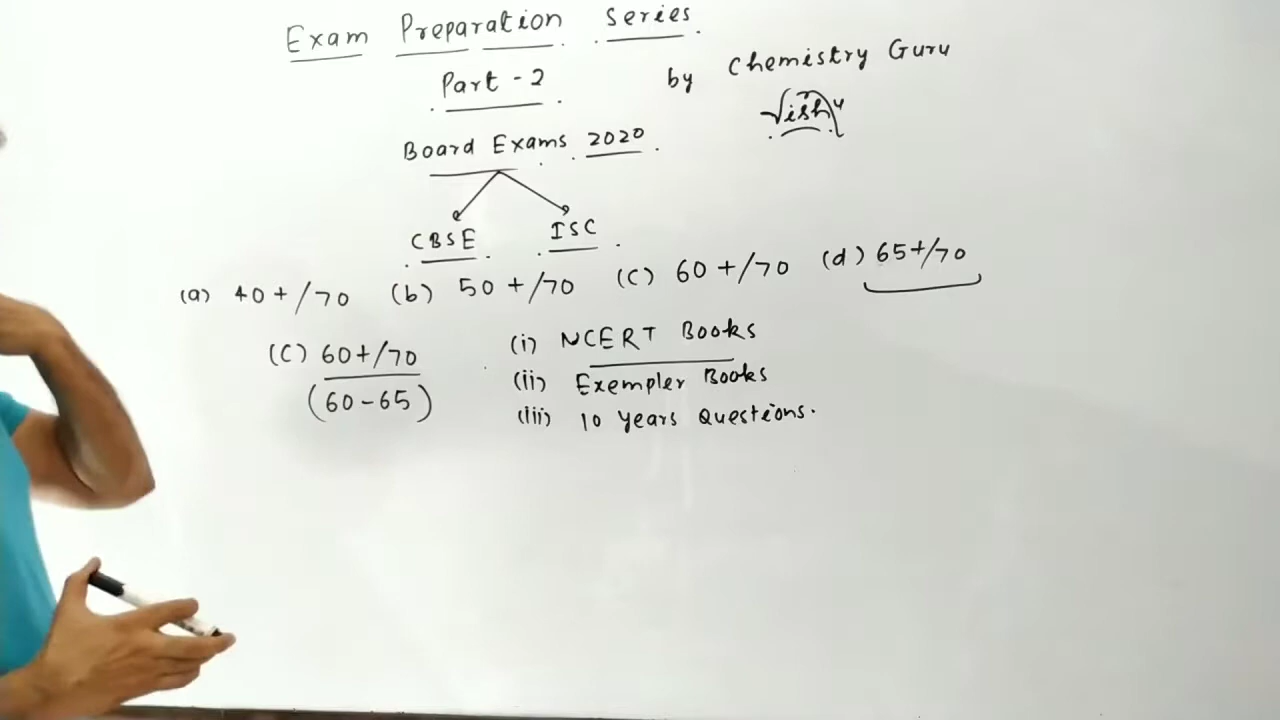 Exam Preparation Series
Part - 2
by Chemistry Guru
Vishu
Board Exams 2020
CBSE ISC
(a) 40+/70 (b) 50+/70 (c) 60+/70 (d) 65+/70
(C) 60+/70
(60-65)
(i) NCERT Books
(ii) Exempler Books
(iii) 10 years Questions.